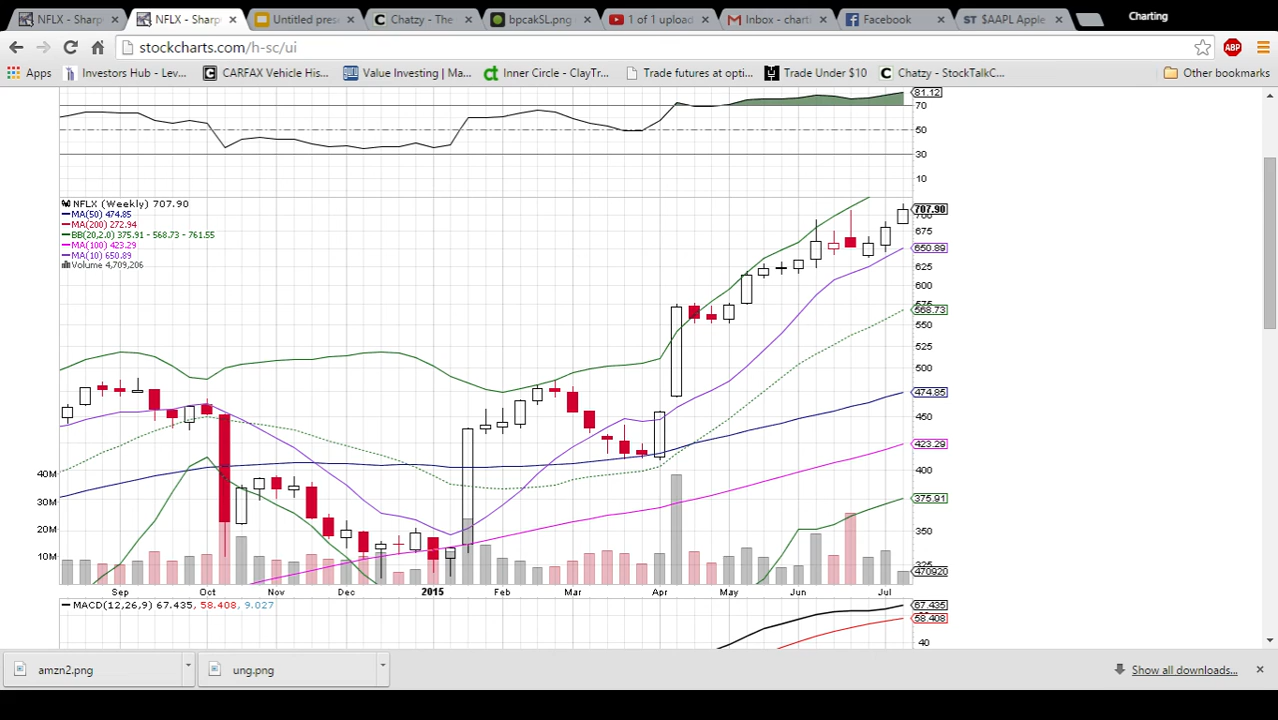 NFLX - Sharp
NFLX - Sharp
Untitled prese
Chatzy - The
bpcakSL.png
1 of 1 upload
Inbox - charti
Facebook
$AAPL Apple
Charting
stockcharts.com/h-sc/ui
ABP
Apps
Investors Hub - Lev...
CARFAX Vehicle His...
Value Investing | Ma...
Inner Circle - ClayTr...
Trade futures at opti...
Trade Under $10
Chatzy - StockTalkC...
Other bookmarks
81.12
70
50
30
10
NFLX (Weekly) 707.90
MA(50) 474.85
MA(200) 272.94
BB(20,2.0) 375.91 - 568.73 - 761.55
MA(100) 423.29
MA(10) 650.89
Volume 4,709,206
707.90
700
675
650.89
625
600
575
568.73
550
525
500
474.85
450
423.29
400
375.91
350
325
40M
30M
20M
10M
Sep Oct Nov Dec 2015 Feb Mar Apr May Jun Jul
MACD(12,26,9) 67.435, 58.408, 9.027
67.435
58.408
40
amzn2.png
ung.png
Show all downloads...